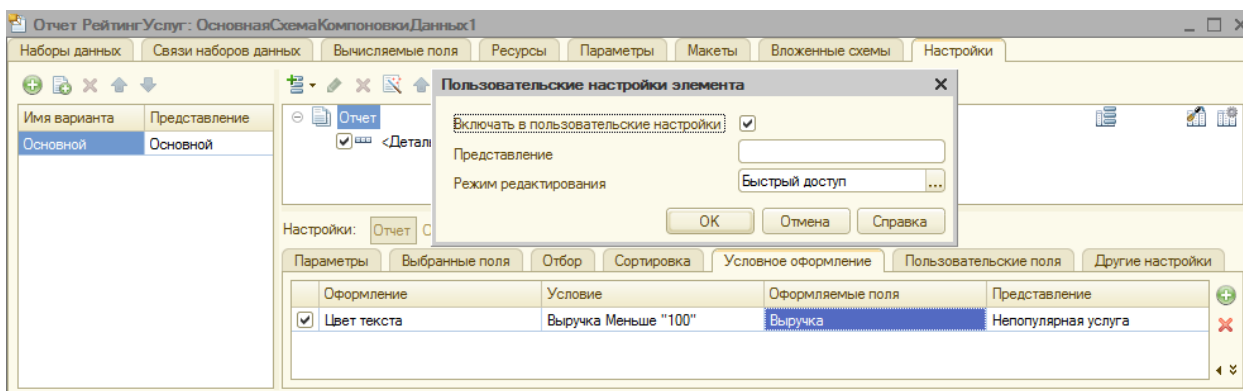 Отчет РейтингУслуг: ОсновнаяСхемаКомпоновкиДанных1
Наборы данных Связи наборов данных Вычисляемые поля Ресурсы Параметры Макеты Вложенные схемы Настройки
Пользовательские настройки элемента
Имя варианта Представление
Основной Основной
Отчет
Включать в пользовательские настройки
Представление
Режим редактирования Быстрый доступ ...
OK Отмена Справка
Настройки: Отчет
Параметры Выбранные поля Отбор Сортировка Условное оформление Пользовательские поля Другие настройки
Оформление Условие Оформляемые поля Представление
Цвет текста Выручка Меньше "100" Выручка Непопулярная услуга